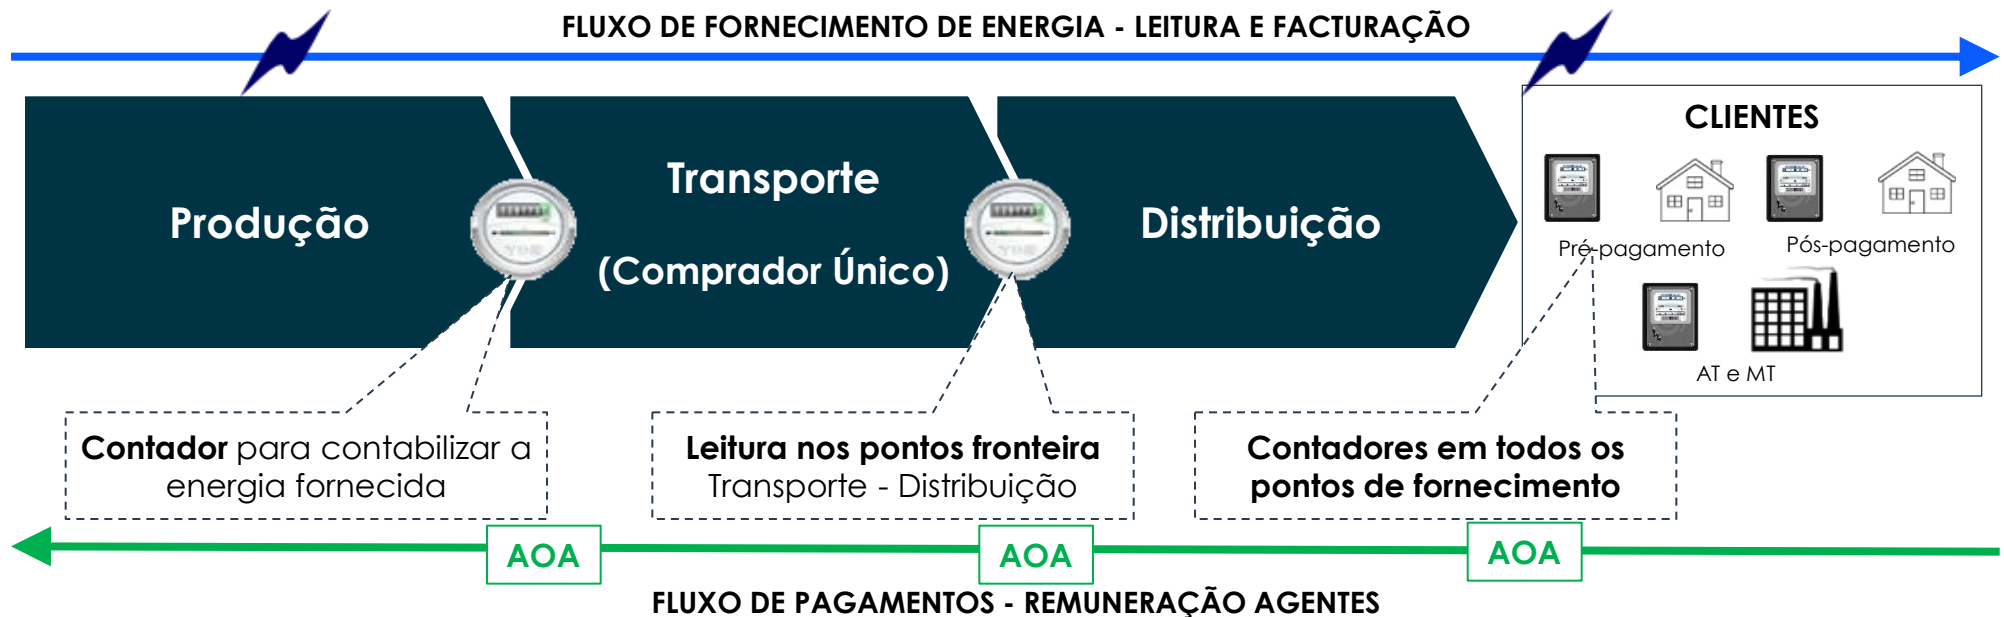 FLUXO DE FORNECIMENTO DE ENERGIA - LEITURA E FACTURAÇÃO
Produção
Transporte
(Comprador Único)
Distribuição
CLIENTES
Pré-pagamento
Pós-pagamento
AT e MT
Contador para contabilizar a
energia fornecida
Leitura nos pontos fronteira
Transporte - Distribuição
Contadores em todos os
pontos de fornecimento
AOA
AOA
AOA
FLUXO DE PAGAMENTOS - REMUNERAÇÃO AGENTES